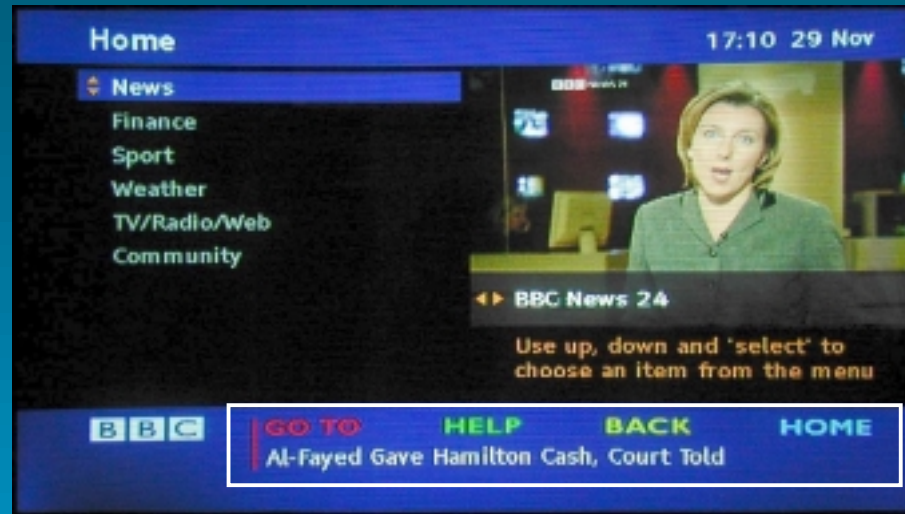 Home
17:10 29 Nov
News
Finance
Sport
Weather
TV/Radio/Web
Community
BBC
BBC News 24
Use up, down and 'select' to
choose an item from the menu
BBC
GO TO HELP BACK HOME
Al-Fayed Gave Hamilton Cash, Court Told